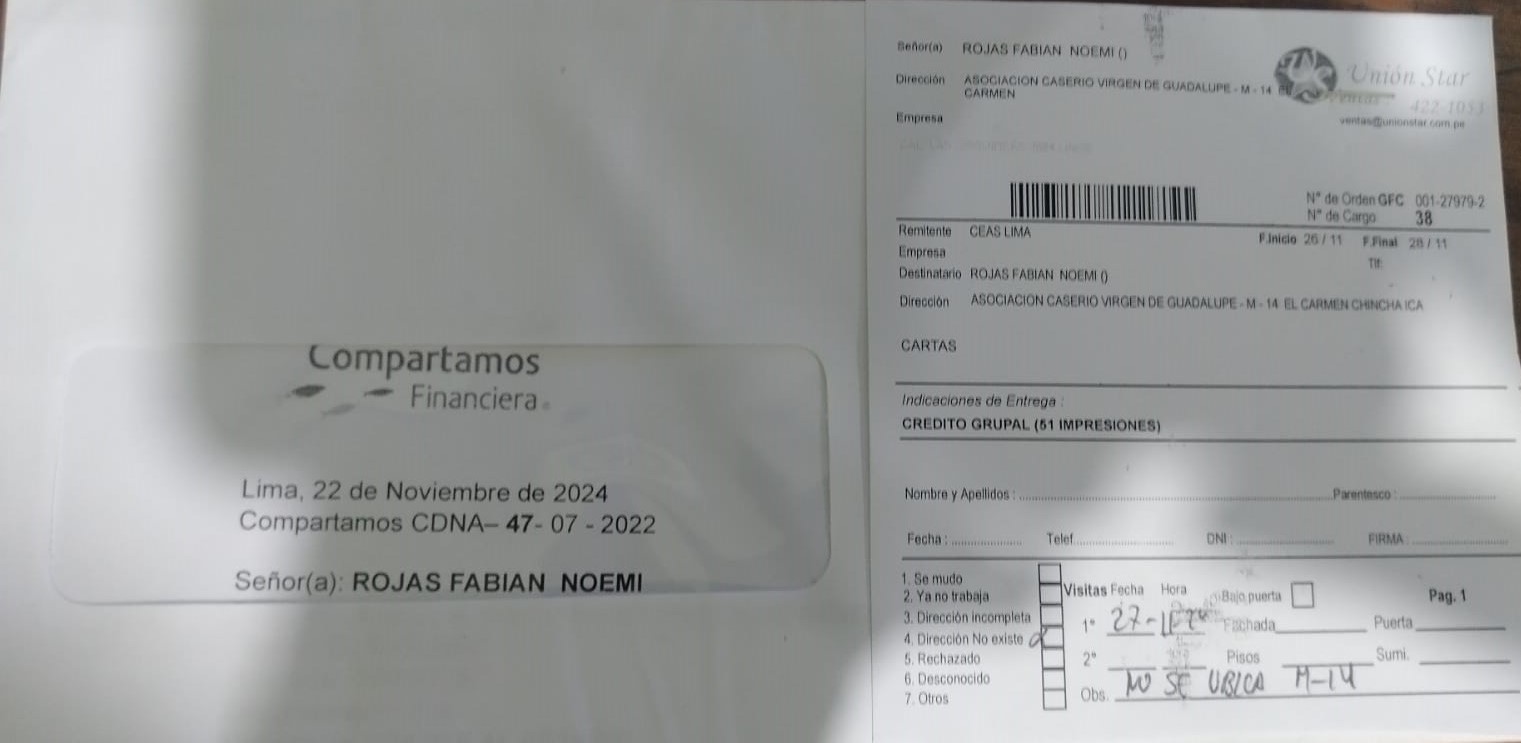 Compartamos
Financiera
Lima, 22 de Noviembre de 2024
Compartamos CDNA– 47- 07 - 2022
Señor(a): ROJAS FABIAN NOEMI
Señor(a) ROJAS FABIAN NOEMI ()
Dirección ASOCIACION CASERIO VIRGEN DE GUADALUPE - M - 14 EL
CARMEN
Empresa
Unión Star
Ventas 422-1053
ventas@unionstar.com.pe
N° de Orden GFC 001-27979-2
N° de Cargo 38
Remitente CEAS LIMA
F.Inicio 26 / 11 F.Final 28 / 11
Empresa
Tlf:
Destinatario ROJAS FABIAN NOEMI ()
Dirección ASOCIACION CASERIO VIRGEN DE GUADALUPE - M - 14 EL CARMEN CHINCHA ICA
CARTAS
Indicaciones de Entrega :
CREDITO GRUPAL (51 IMPRESIONES)
Nombre y Apellidos : Parentesco :
Fecha : Telef. DNI : FIRMA
1. Se mudo
2. Ya no trabaja
3. Dirección incompleta
4. Dirección No existe
5. Rechazado
6. Desconocido
7. Otros
Visitas Fecha Hora Bajo puerta Pag. 1
1° 27-11 Fachada Puerta
2° Pisos Sumi.
Obs. NO SE UBICA M-14